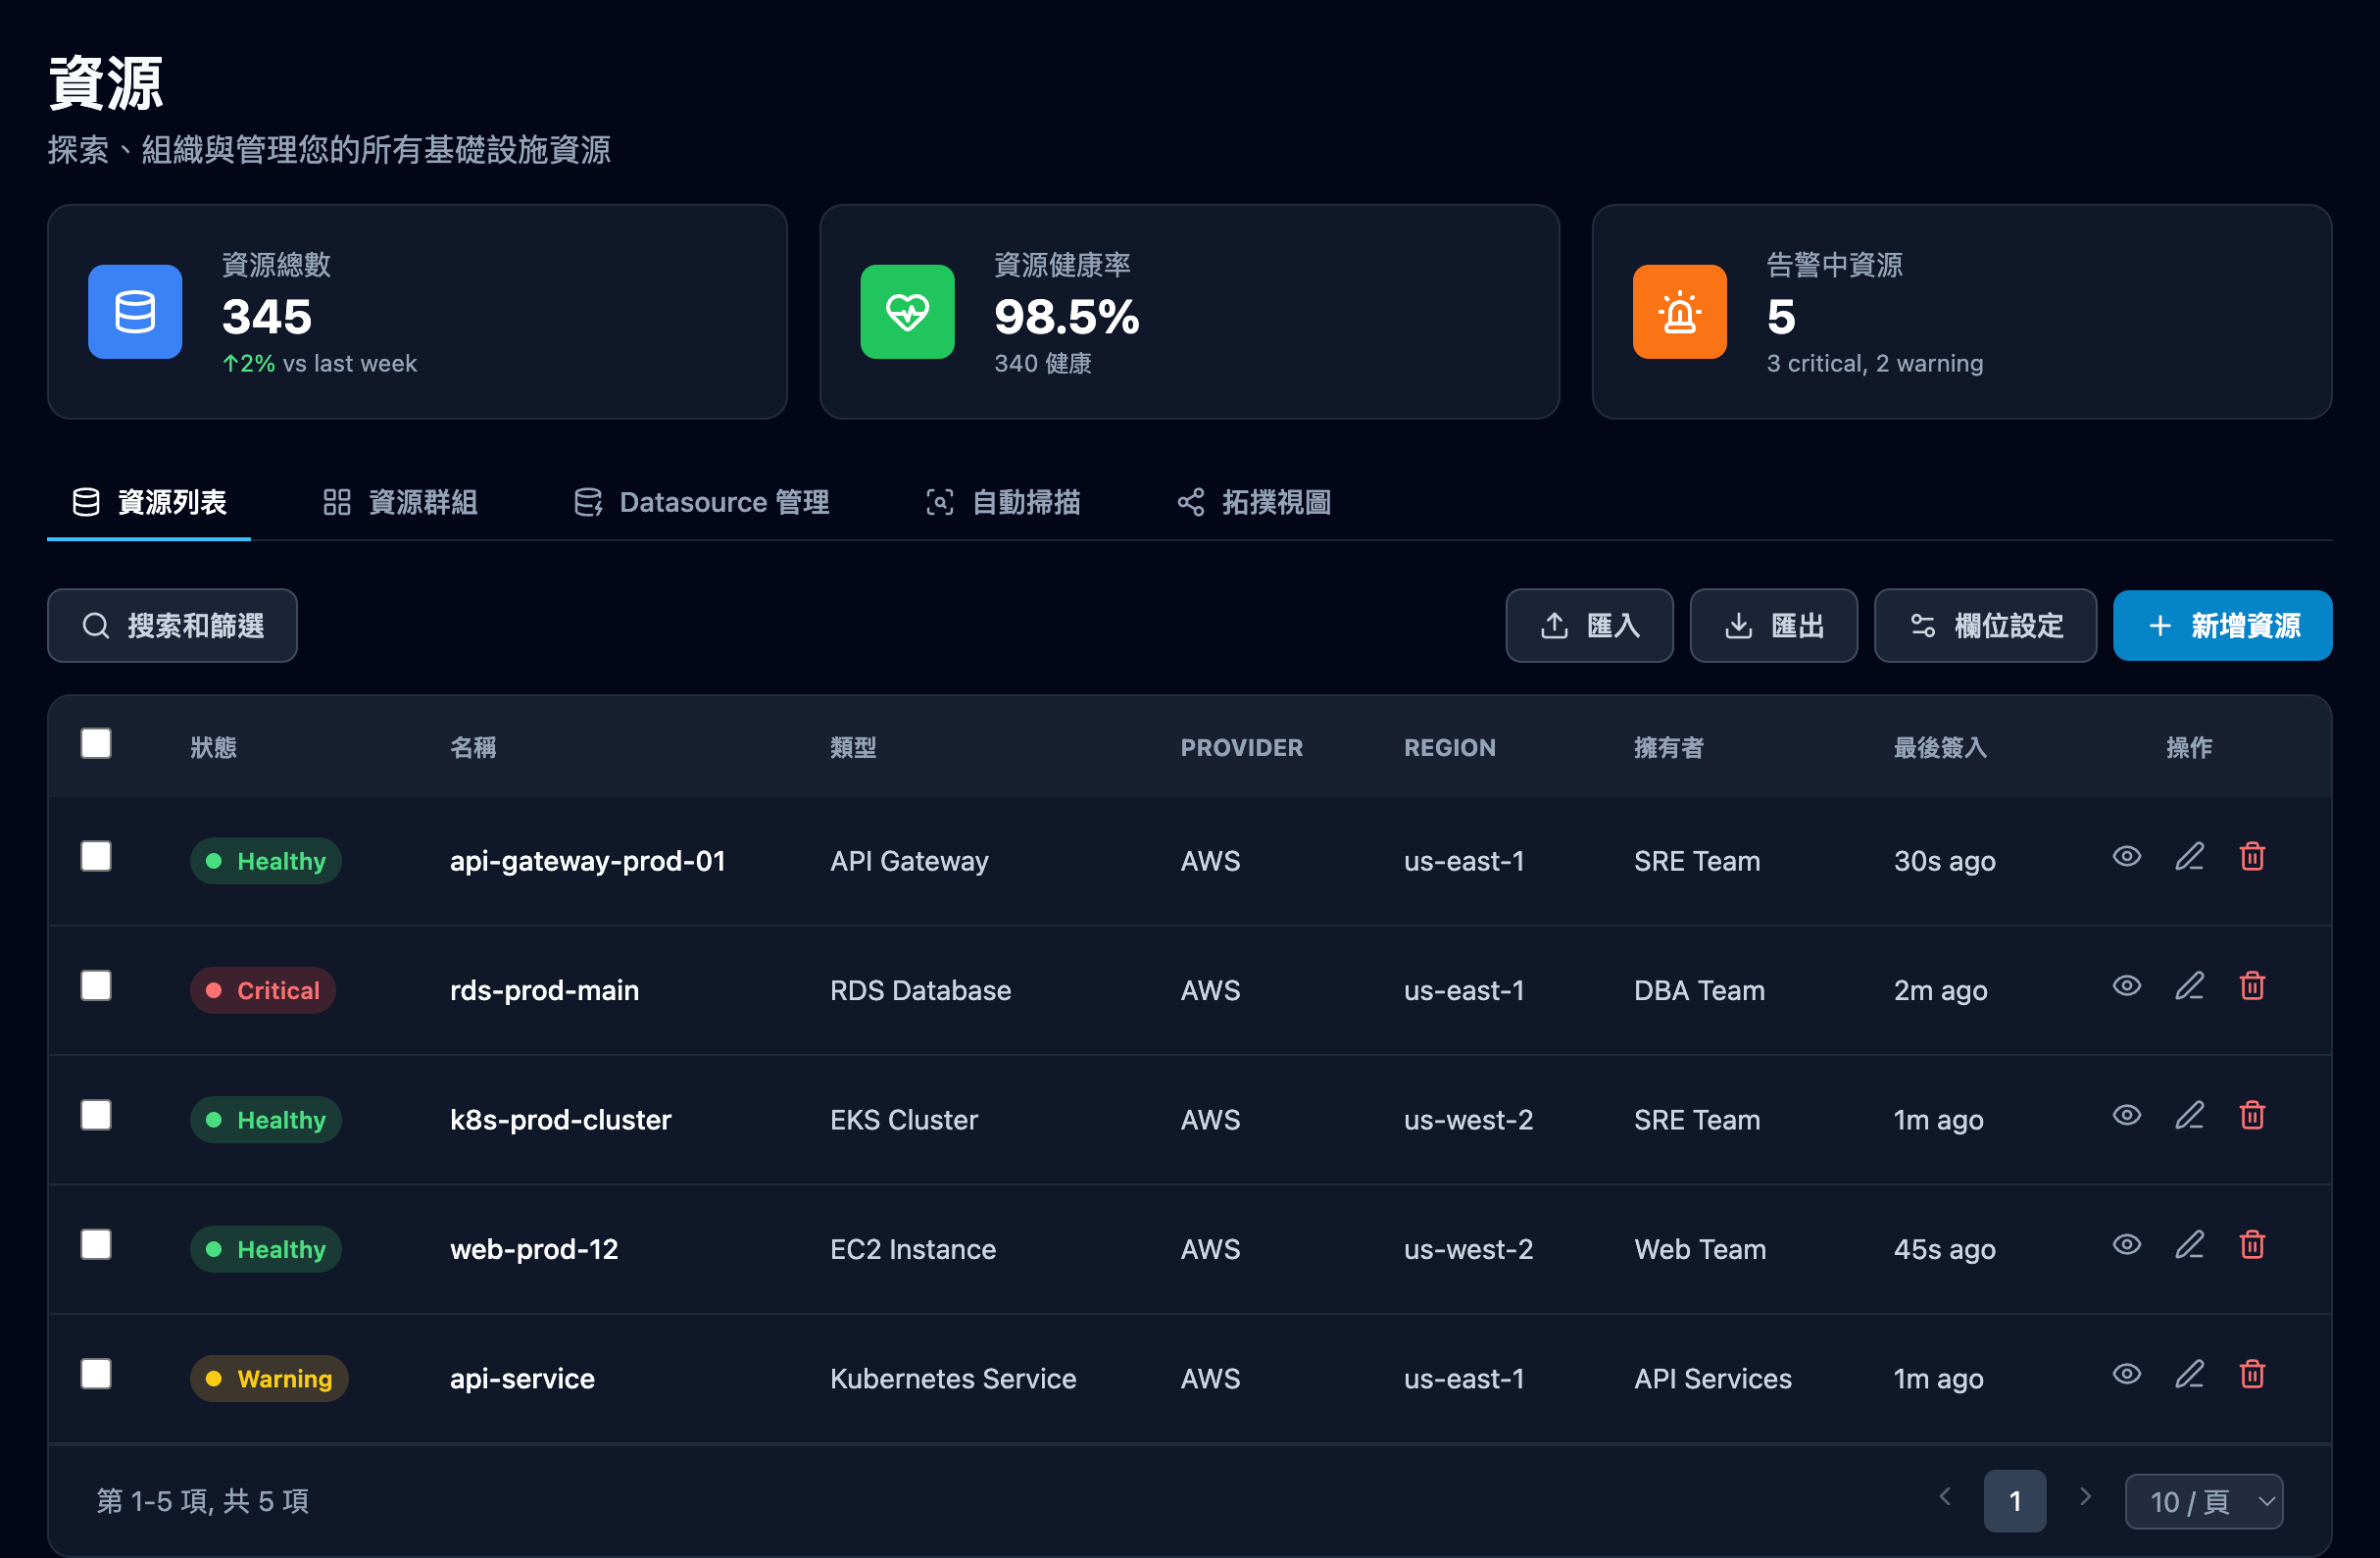 資源
探索、組織與管理您的所有基礎設施資源
資源總數
345
↑2% vs last week
資源健康率
98.5%
340 健康
告警中資源
5
3 critical, 2 warning
資源列表 資源群組 Datasource 管理 自動掃描 拓撲視圖
搜索和篩選 匯入 匯出 欄位設定 新增資源
狀態 名稱 類型 PROVIDER REGION 擁有者 最後簽入 操作
Healthy api-gateway-prod-01 API Gateway AWS us-east-1 SRE Team 30s ago
Critical rds-prod-main RDS Database AWS us-east-1 DBA Team 2m ago
Healthy k8s-prod-cluster EKS Cluster AWS us-west-2 SRE Team 1m ago
Healthy web-prod-12 EC2 Instance AWS us-west-2 Web Team 45s ago
Warning api-service Kubernetes Service AWS us-east-1 API Services 1m ago
第 1-5 項, 共 5 項 1 10 / 頁